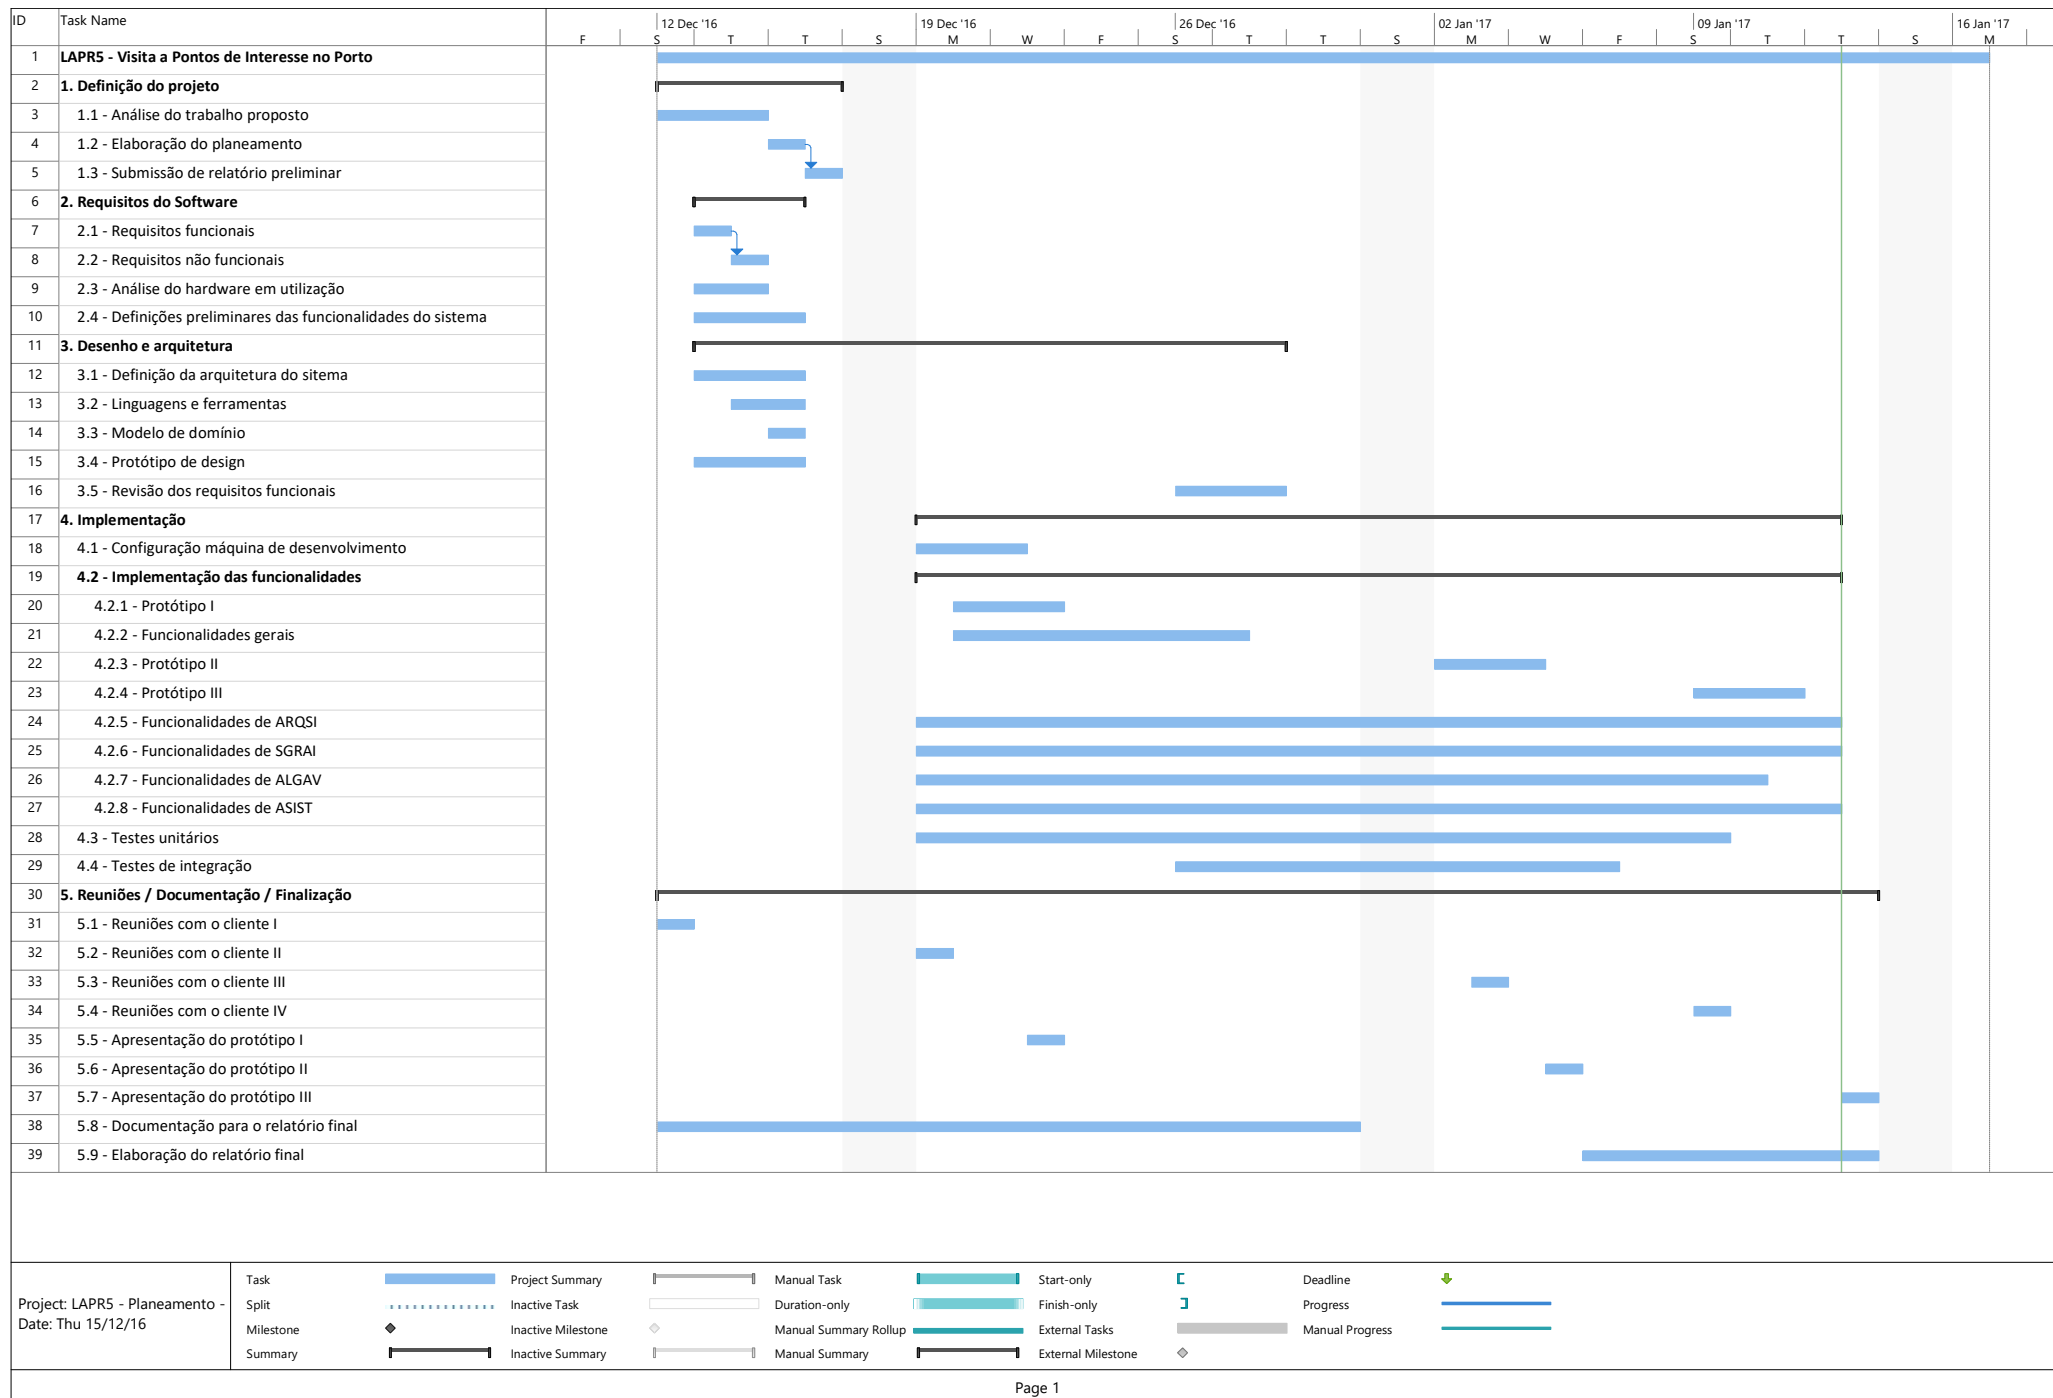 ID Task Name 12 Dec '16 19 Dec '16 26 Dec '16 02 Jan '17 09 Jan '17 16 Jan '17
F S T T S M W F S T T S M W F S T T S M
1 LAPR5 - Visita a Pontos de Interesse no Porto
2 1. Definição do projeto
3 1.1 - Análise do trabalho proposto
4 1.2 - Elaboração do planeamento
5 1.3 - Submissão de relatório preliminar
6 2. Requisitos do Software
7 2.1 - Requisitos funcionais
8 2.2 - Requisitos não funcionais
9 2.3 - Análise do hardware em utilização
10 2.4 - Definições preliminares das funcionalidades do sistema
11 3. Desenho e arquitetura
12 3.1 - Definição da arquitetura do sitema
13 3.2 - Linguagens e ferramentas
14 3.3 - Modelo de domínio
15 3.4 - Protótipo de design
16 3.5 - Revisão dos requisitos funcionais
17 4. Implementação
18 4.1 - Configuração máquina de desenvolvimento
19 4.2 - Implementação das funcionalidades
20 4.2.1 - Protótipo I
21 4.2.2 - Funcionalidades gerais
22 4.2.3 - Protótipo II
23 4.2.4 - Protótipo III
24 4.2.5 - Funcionalidades de ARQSI
25 4.2.6 - Funcionalidades de SGRAI
26 4.2.7 - Funcionalidades de ALGAV
27 4.2.8 - Funcionalidades de ASIST
28 4.3 - Testes unitários
29 4.4 - Testes de integração
30 5. Reuniões / Documentação / Finalização
31 5.1 - Reuniões com o cliente I
32 5.2 - Reuniões com o cliente II
33 5.3 - Reuniões com o cliente III
34 5.4 - Reuniões com o cliente IV
35 5.5 - Apresentação do protótipo I
36 5.6 - Apresentação do protótipo II
37 5.7 - Apresentação do protótipo III
38 5.8 - Documentação para o relatório final
39 5.9 - Elaboração do relatório final
Project: LAPR5 - Planeamento -
Date: Thu 15/12/16
Task Project Summary Manual Task Start-only Deadline
Split Inactive Task Duration-only Finish-only Progress
Milestone Inactive Milestone Manual Summary Rollup External Tasks Manual Progress
Summary Inactive Summary Manual Summary External Milestone
Page 1